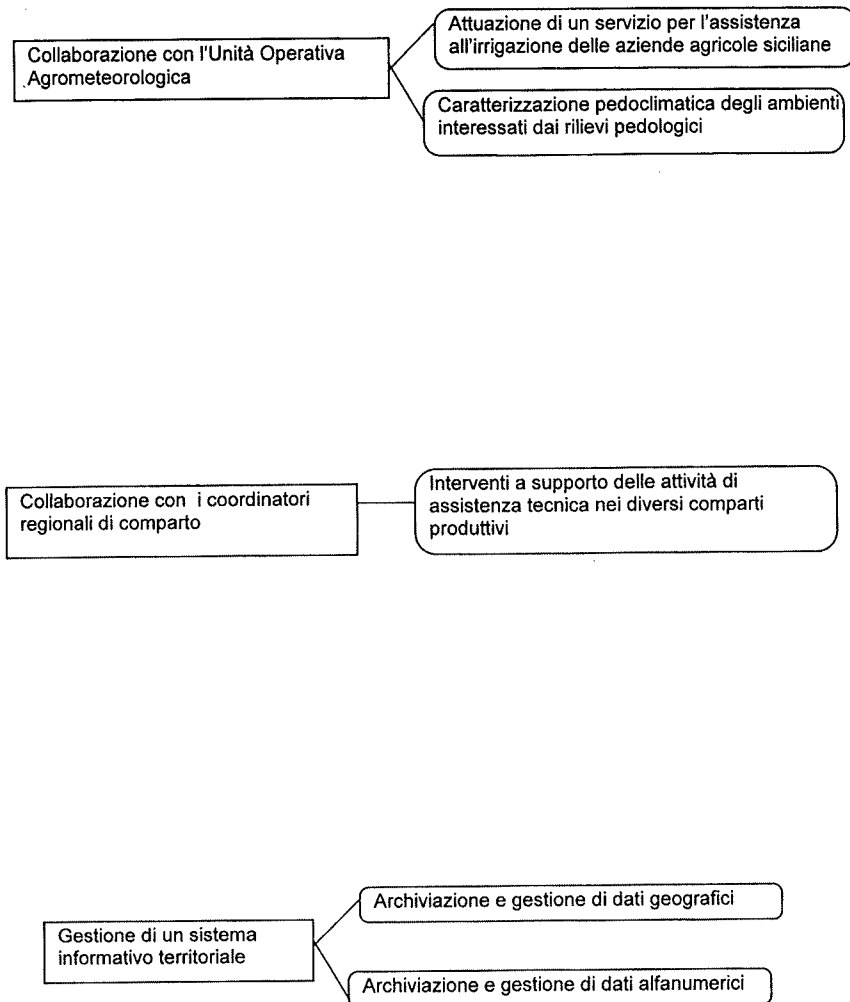 Collaborazione con l'Unità Operativa
Agrometeorologica
Attuazione di un servizio per l'assistenza
all'irrigazione delle aziende agricole siciliane
Caratterizzazione pedoclimatica degli ambienti
interessati dai rilievi pedologici
Collaborazione con i coordinatori
regionali di comparto
Interventi a supporto delle attività di
assistenza tecnica nei diversi comparti
produttivi
Gestione di un sistema
informativo territoriale
Archiviazione e gestione di dati geografici
Archiviazione e gestione di dati alfanumerici